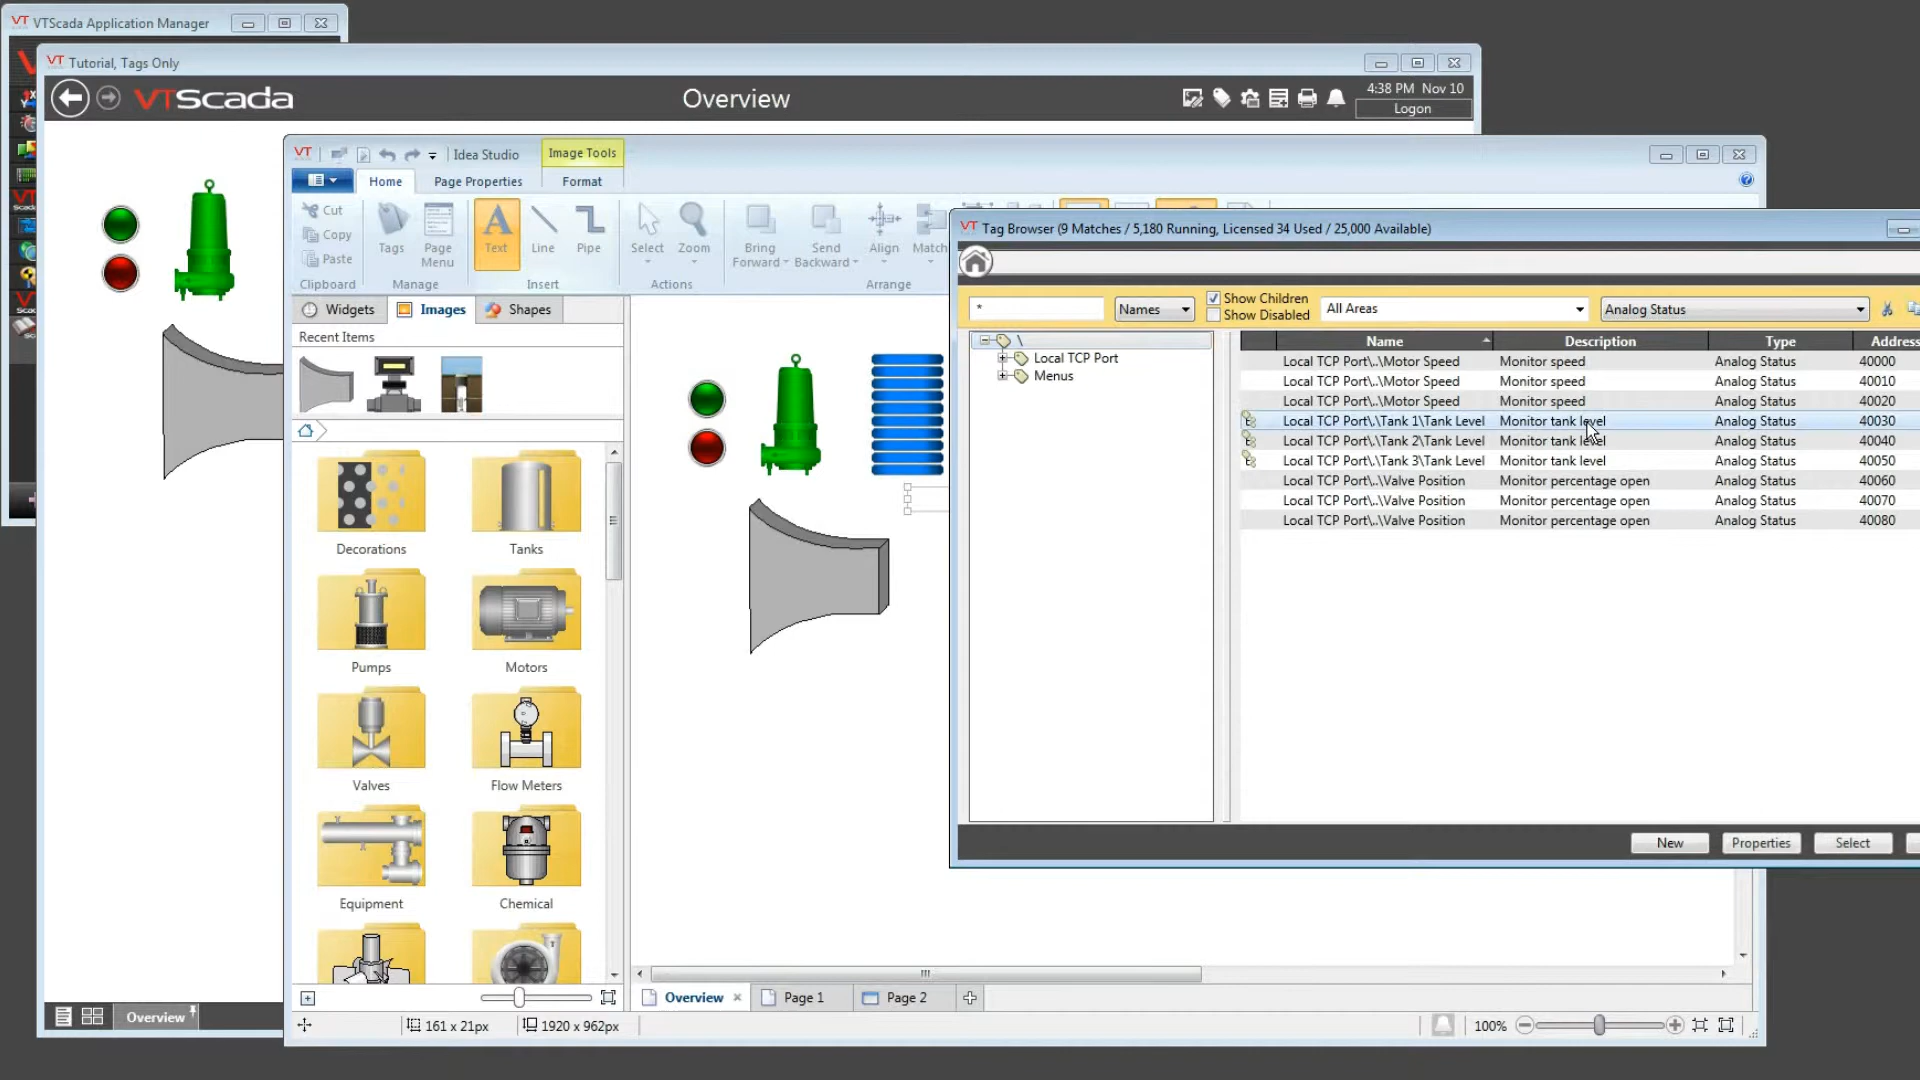 VT VTScada Application Manager
VT Tutorial, Tags Only
VTScada
Overview
4:38 PM Nov 10
Logon
VT Idea Studio
Image Tools
Home
Page Properties
Format
Cut
Copy
Paste
Clipboard
Tags
Page Menu
Manage
Text
Line
Pipe
Insert
Select
Zoom
Actions
Bring Forward
Send Backward
Align
Match
Arrange
Widgets
Images
Shapes
Recent Items
Decorations
Tanks
Pumps
Motors
Valves
Flow Meters
Equipment
Chemical
VT Tag Browser (9 Matches / 5,180 Running, Licensed 34 Used / 25,000 Available)
*
Names
Show Children
Show Disabled
All Areas
Analog Status
\
Local TCP Port
Menus
Name Description Type Address
Local TCP Port\..\Motor Speed Monitor speed Analog Status 40000
Local TCP Port\..\Motor Speed Monitor speed Analog Status 40010
Local TCP Port\..\Motor Speed Monitor speed Analog Status 40020
Local TCP Port\.\Tank 1\Tank Level Monitor tank level Analog Status 40030
Local TCP Port\.\Tank 2\Tank Level Monitor tank level Analog Status 40040
Local TCP Port\.\Tank 3\Tank Level Monitor tank level Analog Status 40050
Local TCP Port\..\Valve Position Monitor percentage open Analog Status 40060
Local TCP Port\..\Valve Position Monitor percentage open Analog Status 40070
Local TCP Port\..\Valve Position Monitor percentage open Analog Status 40080
New
Properties
Select
Overview
Page 1
Page 2
Overview
161 x 21px
1920 x 962px
100%